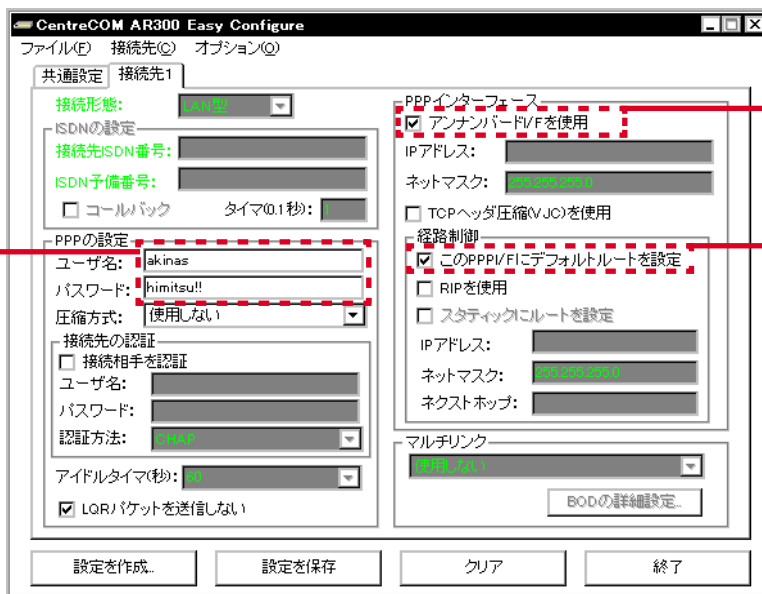 CentreCOM AR300 Easy Configure
ファイル(F) 接続先(C) オプション(O)
共通設定 接続先1
接続形態: LAN型
ISDNの設定
接続先ISDN番号:
ISDN予備番号:
コールバック タイマ(0.1秒): 1
PPPの設定
ユーザ名: akinas
パスワード: himitsu!!
圧縮方式: 使用しない
接続先の認証
接続相手を認証
ユーザ名:
パスワード:
認証方法: CHAP
アイドルタイマ(秒): 60
LQRパケットを送信しない
PPPインターフェース
アンナンバードI/Fを使用
IPアドレス:
ネットマスク: 255.255.255.0
TCPヘッダ圧縮(VJC)を使用
経路制御
このPPPI/Fにデフォルトルートを設定
RIPを使用
スタティックにルートを設定
IPアドレス:
ネットマスク: 255.255.255.0
ネクストホップ:
マルチリンク
使用しない
BODの詳細設定...
設定を作成... 設定を保存 クリア 終了